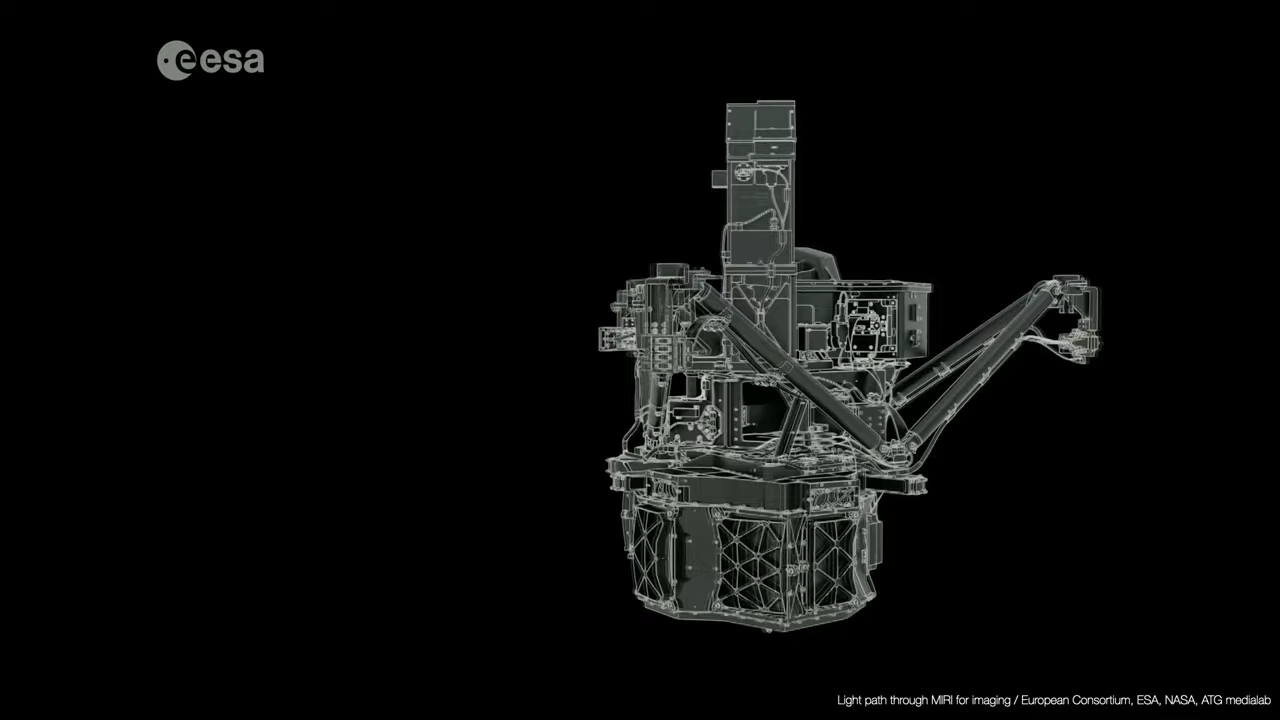 esa
Light path through MIRI for imaging / European Consortium, ESA, NASA, ATG medialab